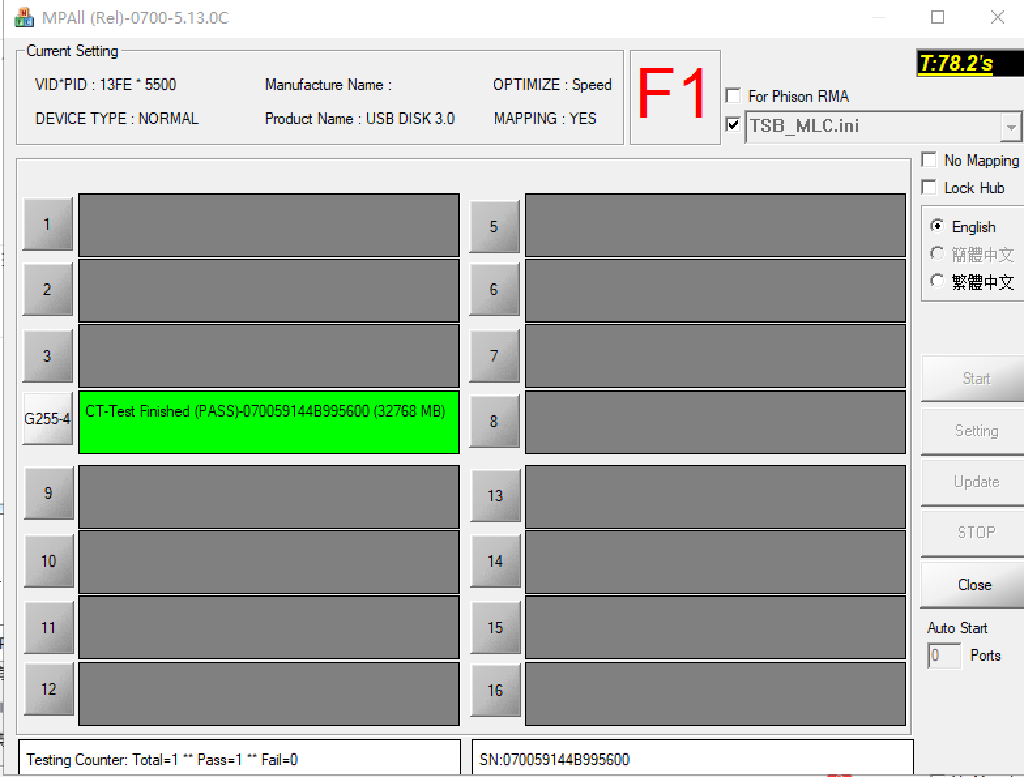 MPAll (Rel)-0700-5.13.0C
Current Setting
VID*PID : 13FE * 5500
Manufacture Name :
OPTIMIZE : Speed
DEVICE TYPE : NORMAL
Product Name : USB DISK 3.0
MAPPING : YES
F1
T:78.2's
For Phison RMA
TSB_MLC.ini
No Mapping
Lock Hub
English
簡體中文
繁體中文
1
5
2
6
3
7
G255-4
CT-Test Finished (PASS)-070059144B995600 (32768 MB)
8
9
13
10
14
11
15
12
16
Start
Setting
Update
STOP
Close
Auto Start
0 Ports
Testing Counter: Total=1 ** Pass=1 ** Fail=0
SN:070059144B995600